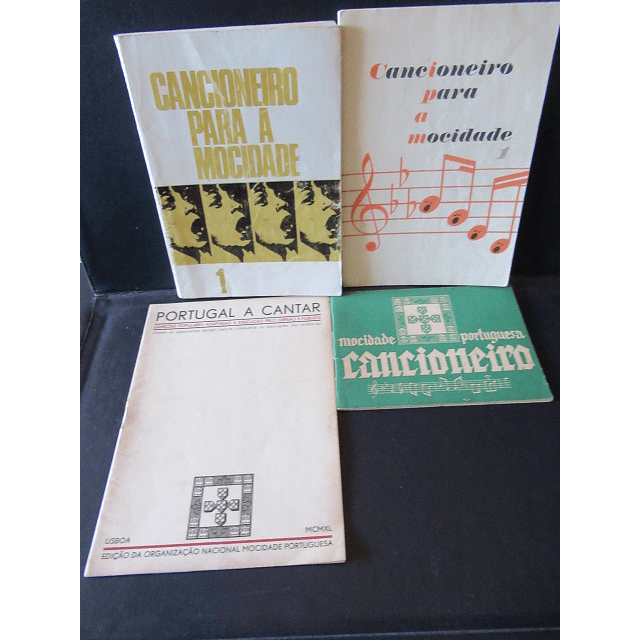 CANCIONEIRO
PARA A
MOCIDADE
1
Cancioneiro
para
a
mocidade
1
PORTUGAL A CANTAR
LISBOA
MCMXL
EDIÇÃO DA ORGANIZAÇÃO NACIONAL MOCIDADE PORTUGUESA
mocidade portuguesa
cancioneiro